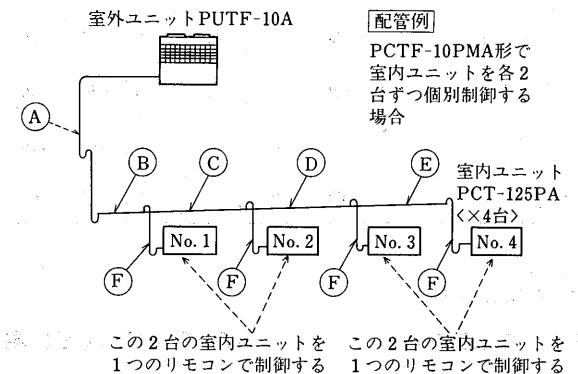 室外ユニットPUTF-10A
配管例
PCTF-10PMA形で
室内ユニットを各2
台ずつ個別制御する
場合
A
B
C
D
E
室内ユニット
PCT-125PA
<×4台>
No. 1
No. 2
No. 3
No. 4
F
F
F
F
この2台の室内ユニットを
1つのリモコンで制御する
この2台の室内ユニットを
1つのリモコンで制御する